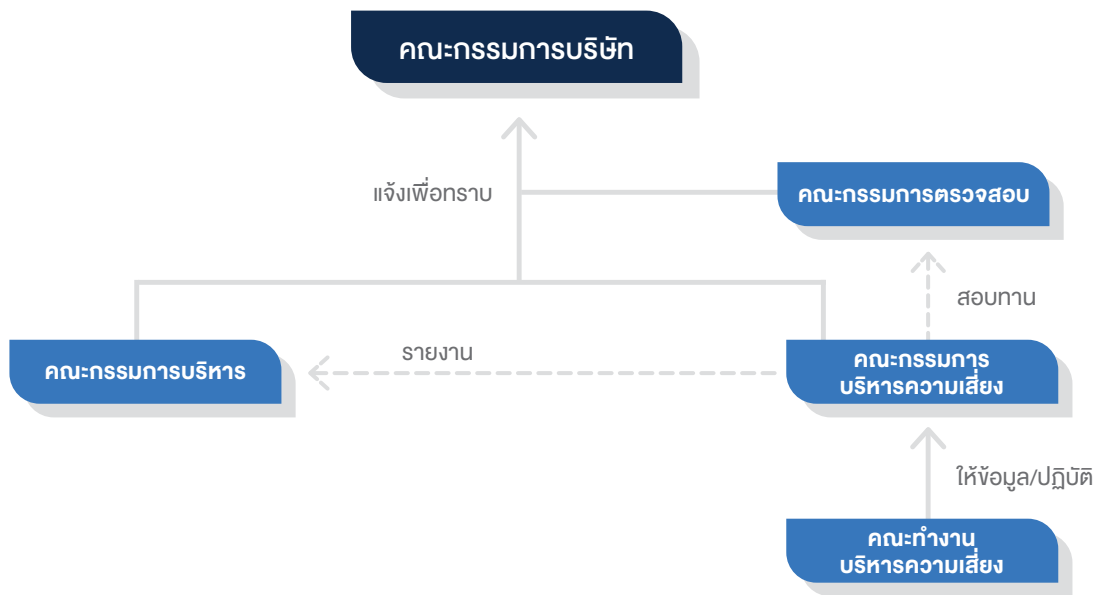 คณะกรรมการบริษัท
แจ้งเพื่อทราบ
คณะกรรมการตรวจสอบ
สอบทาน
คณะกรรมการบริหาร
รายงาน
คณะกรรมการ
บริหารความเสี่ยง
ให้ข้อมูล/ปฏิบัติ
คณะทำงาน
บริหารความเสี่ยง